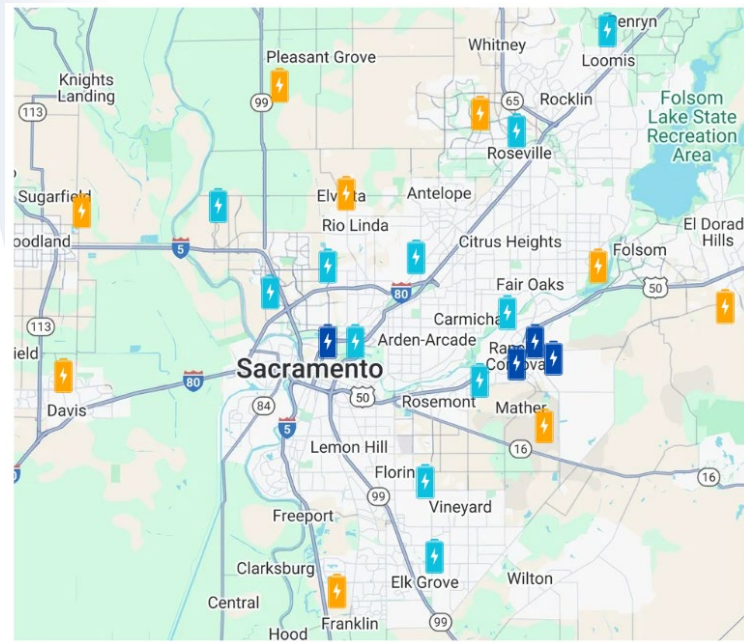 enryn
Whitney
Loomis
Pleasant Grove
Knights
Landing
99
65
Rocklin
Folsom
Lake State
Recreation
Area
113
Roseville
Sugarfield
Antelope
Rio Linda
El Dorad
Hills
oodland
5
Citrus Heights
Folsom
80
Fair Oaks
50
Carmicha
113
Arden-Arcade
ield
Sacramento
80
50
Rosemont
Davis
84
Mather
5
16
Lemon Hill
16
Florin
99
Vineyard
Freeport
Clarksburg
Elk Grove
Wilton
Central
Franklin
99
Hood